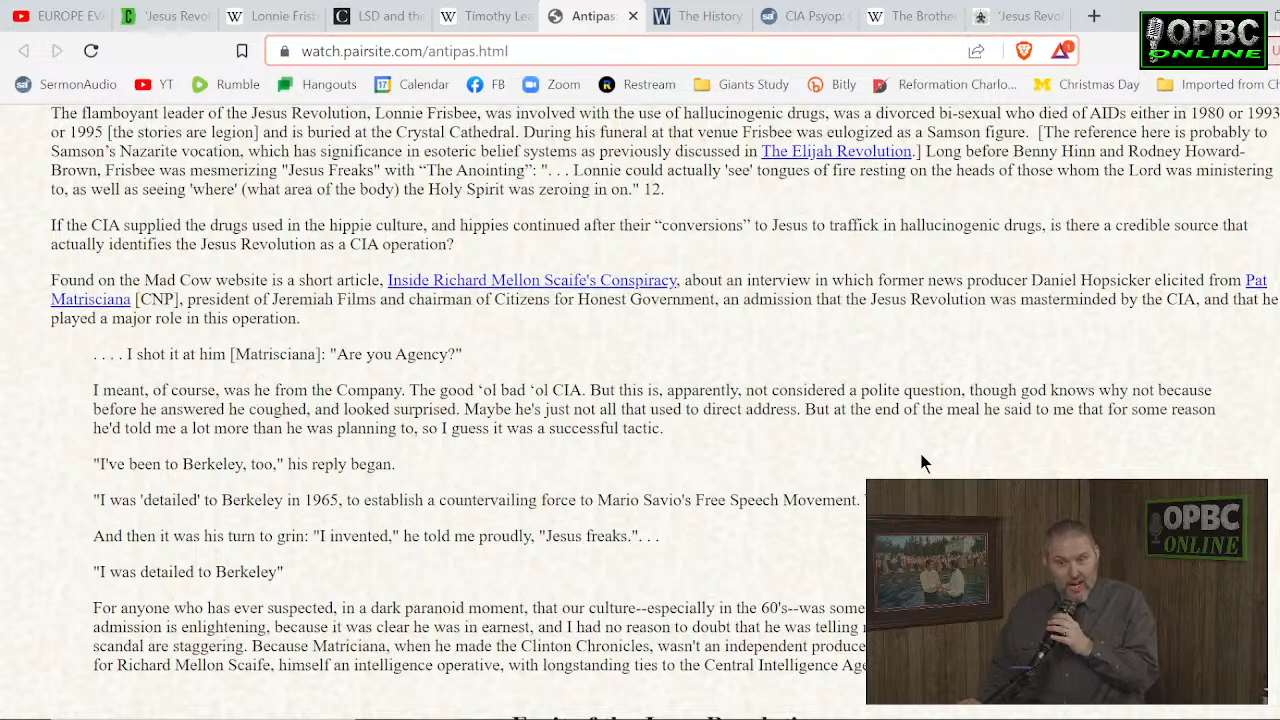 EUROPE EV
'Jesus Revol
Lonnie Frisb
LSD and the
Timothy Lea
Antipas:
The History
CIA Psyop:
The Brothe
'Jesus Revo
OPBC
ONLINE
watch.pairsite.com/antipas.html
1
SermonAudio
YT
Rumble
Hangouts
17 Calendar
FB
Zoom
Restream
Giants Study
Bitly
Reformation Charlo...
Christmas Day
Imported from Ch
The flamboyant leader of the Jesus Revolution, Lonnie Frisbee, was involved with the use of hallucinogenic drugs, was a divorced bi-sexual who died of AIDs either in 1980 or 1993
or 1995 [the stories are legion] and is buried at the Crystal Cathedral. During his funeral at that venue Frisbee was eulogized as a Samson figure. [The reference here is probably to
Samson's Nazarite vocation, which has significance in esoteric belief systems as previously discussed in The Elijah Revolution.] Long before Benny Hinn and Rodney Howard-
Brown, Frisbee was mesmerizing "Jesus Freaks" with “The Anointing”: ". . . Lonnie could actually 'see' tongues of fire resting on the heads of those whom the Lord was ministering
to, as well as seeing 'where' (what area of the body) the Holy Spirit was zeroing in on." 12.
If the CIA supplied the drugs used in the hippie culture, and hippies continued after their “conversions” to Jesus to traffick in hallucinogenic drugs, is there a credible source that
actually identifies the Jesus Revolution as a CIA operation?
Found on the Mad Cow website is a short article, Inside Richard Mellon Scaife's Conspiracy, about an interview in which former news producer Daniel Hopsicker elicited from Pat
Matrisciana [CNP], president of Jeremiah Films and chairman of Citizens for Honest Government, an admission that the Jesus Revolution was masterminded by the CIA, and that he
played a major role in this operation.
. . . . I shot it at him [Matrisciana]: "Are you Agency?"
I meant, of course, was he from the Company. The good ‘ol bad ‘ol CIA. But this is, apparently, not considered a polite question, though god knows why not because
before he answered he coughed, and looked surprised. Maybe he's just not all that used to direct address. But at the end of the meal he said to me that for some reason
he'd told me a lot more than he was planning to, so I guess it was a successful tactic.
"I've been to Berkeley, too," his reply began.
"I was 'detailed' to Berkeley in 1965, to establish a countervailing force to Mario Savio's Free Speech Movement.
And then it was his turn to grin: "I invented," he told me proudly, "Jesus freaks.". . .
"I was detailed to Berkeley"
For anyone who has ever suspected, in a dark paranoid moment, that our culture--especially in the 60's--was some
admission is enlightening, because it was clear he was in earnest, and I had no reason to doubt that he was telling
scandal are staggering. Because Matriciana, when he made the Clinton Chronicles, wasn't an independent produce
for Richard Mellon Scaife, himself an intelligence operative, with longstanding ties to the Central Intelligence Age
OPBC
ONLINE